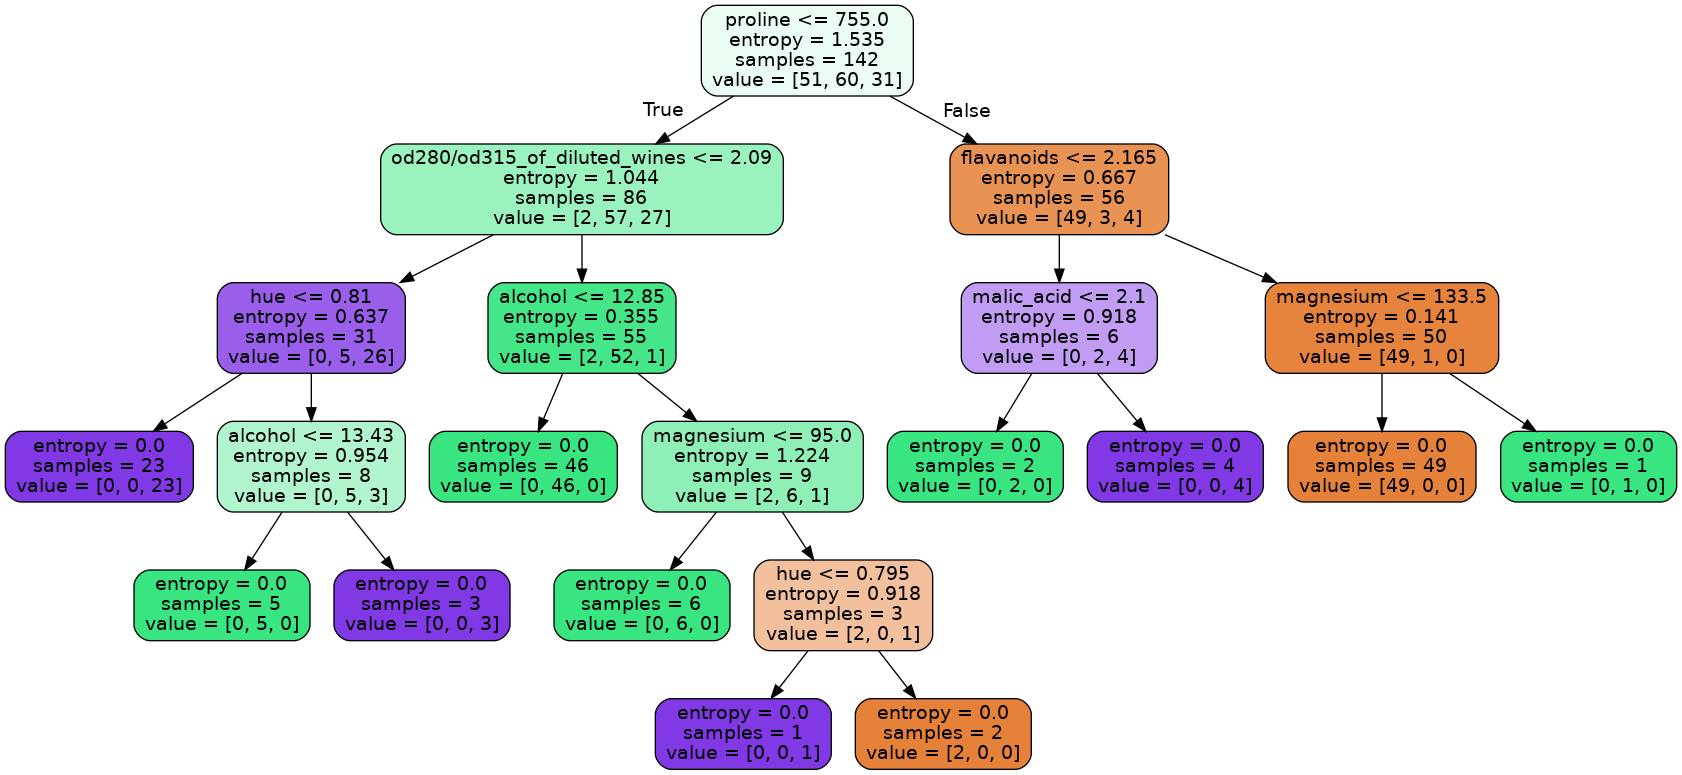 proline <= 755.0
entropy = 1.535
samples = 142
value = [51, 60, 31]
True
False
od280/od315_of_diluted_wines <= 2.09
entropy = 1.044
samples = 86
value = [2, 57, 27]
flavanoids <= 2.165
entropy = 0.667
samples = 56
value = [49, 3, 4]
hue <= 0.81
entropy = 0.637
samples = 31
value = [0, 5, 26]
alcohol <= 12.85
entropy = 0.355
samples = 55
value = [2, 52, 1]
malic_acid <= 2.1
entropy = 0.918
samples = 6
value = [0, 2, 4]
magnesium <= 133.5
entropy = 0.141
samples = 50
value = [49, 1, 0]
entropy = 0.0
samples = 23
value = [0, 0, 23]
alcohol <= 13.43
entropy = 0.954
samples = 8
value = [0, 5, 3]
entropy = 0.0
samples = 46
value = [0, 46, 0]
magnesium <= 95.0
entropy = 1.224
samples = 9
value = [2, 6, 1]
entropy = 0.0
samples = 2
value = [0, 2, 0]
entropy = 0.0
samples = 4
value = [0, 0, 4]
entropy = 0.0
samples = 49
value = [49, 0, 0]
entropy = 0.0
samples = 1
value = [0, 1, 0]
entropy = 0.0
samples = 5
value = [0, 5, 0]
entropy = 0.0
samples = 3
value = [0, 0, 3]
entropy = 0.0
samples = 6
value = [0, 6, 0]
hue <= 0.795
entropy = 0.918
samples = 3
value = [2, 0, 1]
entropy = 0.0
samples = 1
value = [0, 0, 1]
entropy = 0.0
samples = 2
value = [2, 0, 0]